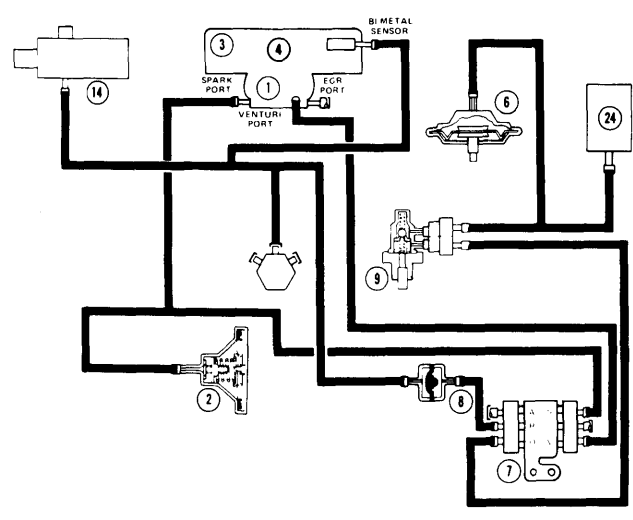 BI METAL
SENSOR
3
4
SPARK
PORT
1
EGR
PORT
VENTURI
PORT
14
6
24
9
2
8
7